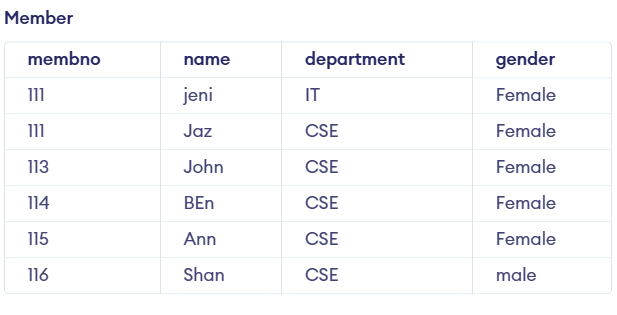 Member
membno name department gender
111 jeni IT Female
111 Jaz CSE Female
113 John CSE Female
114 BEn CSE Female
115 Ann CSE Female
116 Shan CSE male